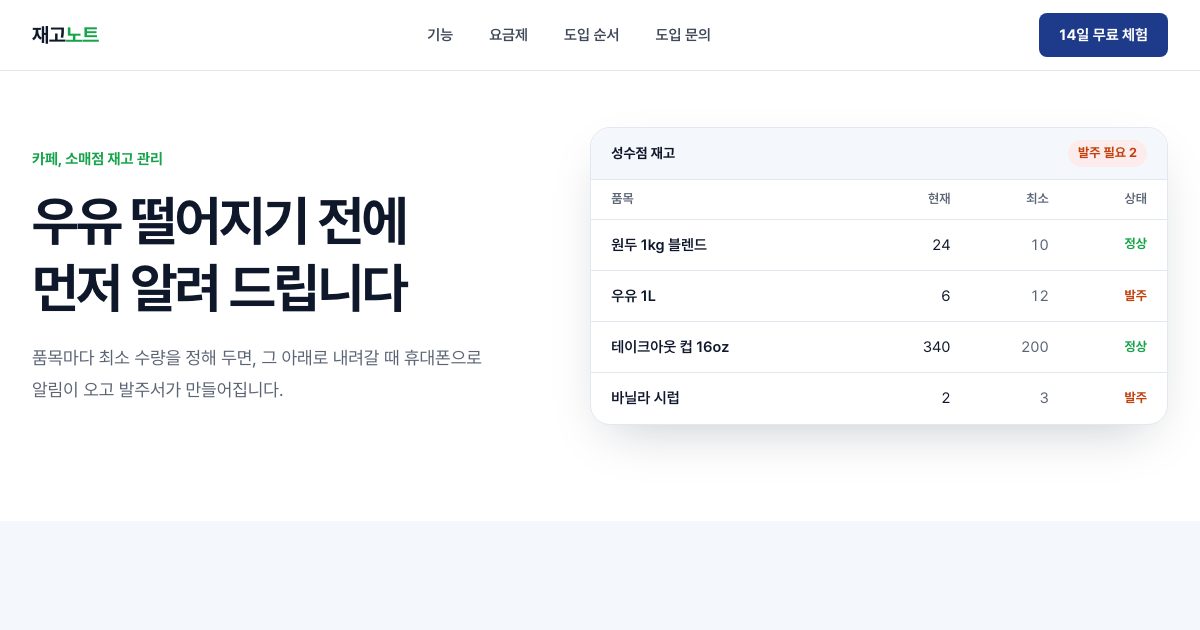 재고노트
기능 요금제 도입 순서 도입 문의
14일 무료 체험
카페, 소매점 재고 관리
우유 떨어지기 전에
먼저 알려 드립니다
품목마다 최소 수량을 정해 두면, 그 아래로 내려갈 때 휴대폰으로
알림이 오고 발주서가 만들어집니다.
성수점 재고 발주 필요 2
품목 현재 최소 상태
원두 1kg 블렌드 24 10 정상
우유 1L 6 12 발주
테이크아웃 컵 16oz 340 200 정상
바닐라 시럽 2 3 발주